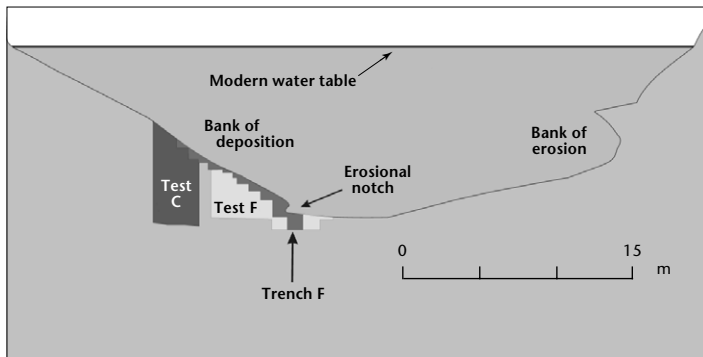 Modern water table
Bank of
deposition
Bank of
erosion
Erosional
notch
Test
C
Test F
Trench F
0
15
m